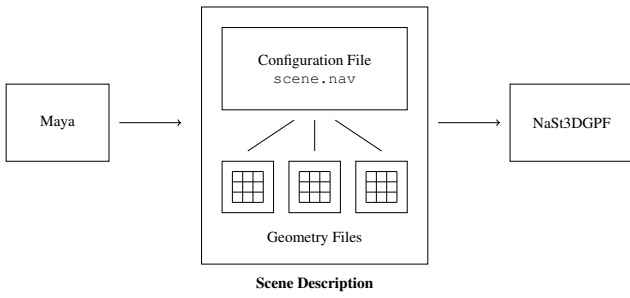 Maya
Configuration File
scene.nav
Geometry Files
NaSt3DGPF
Scene Description